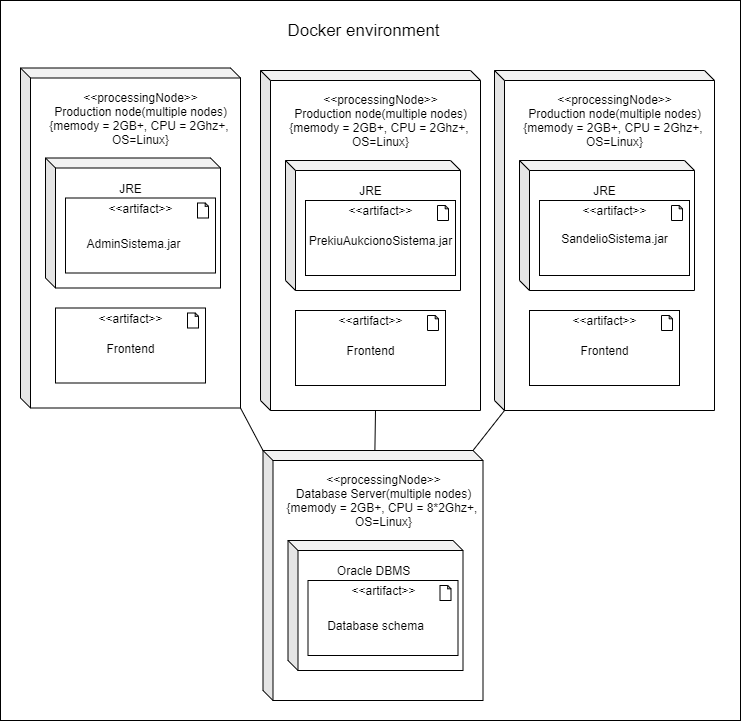 Docker environment
<<processingNode>>
Production node(multiple nodes)
{memody = 2GB+, CPU = 2Ghz+,
OS=Linux}
JRE
<<artifact>>
AdminSistema.jar
<<artifact>>
Frontend
<<processingNode>>
Production node(multiple nodes)
{memody = 2GB+, CPU = 2Ghz+,
OS=Linux}
JRE
<<artifact>>
PrekiuAukcionoSistema.jar
<<artifact>>
Frontend
<<processingNode>>
Production node(multiple nodes)
{memody = 2GB+, CPU = 2Ghz+,
OS=Linux}
JRE
<<artifact>>
SandelioSistema.jar
<<artifact>>
Frontend
<<processingNode>>
Database Server(multiple nodes)
{memody = 2GB+, CPU = 8*2Ghz+,
OS=Linux}
Oracle DBMS
<<artifact>>
Database schema